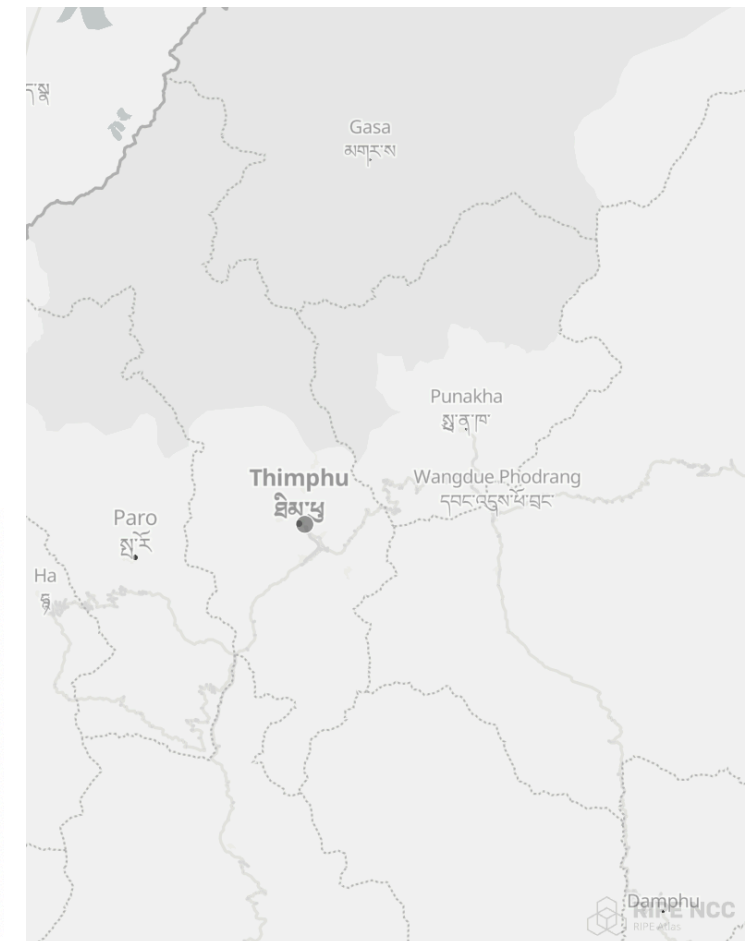 Gasa
མགར་ས
Punakha
སྤུ་ན་ཁ་
Wangdue Phodrang
དབང་འདུས་ཕོ་བྲང་
Thimphu
ཐིམ་ཕུ
Paro
སྤ་རོ
Ha
ཧཱ
Damphu
RIPE NCC
RIPE Atlas